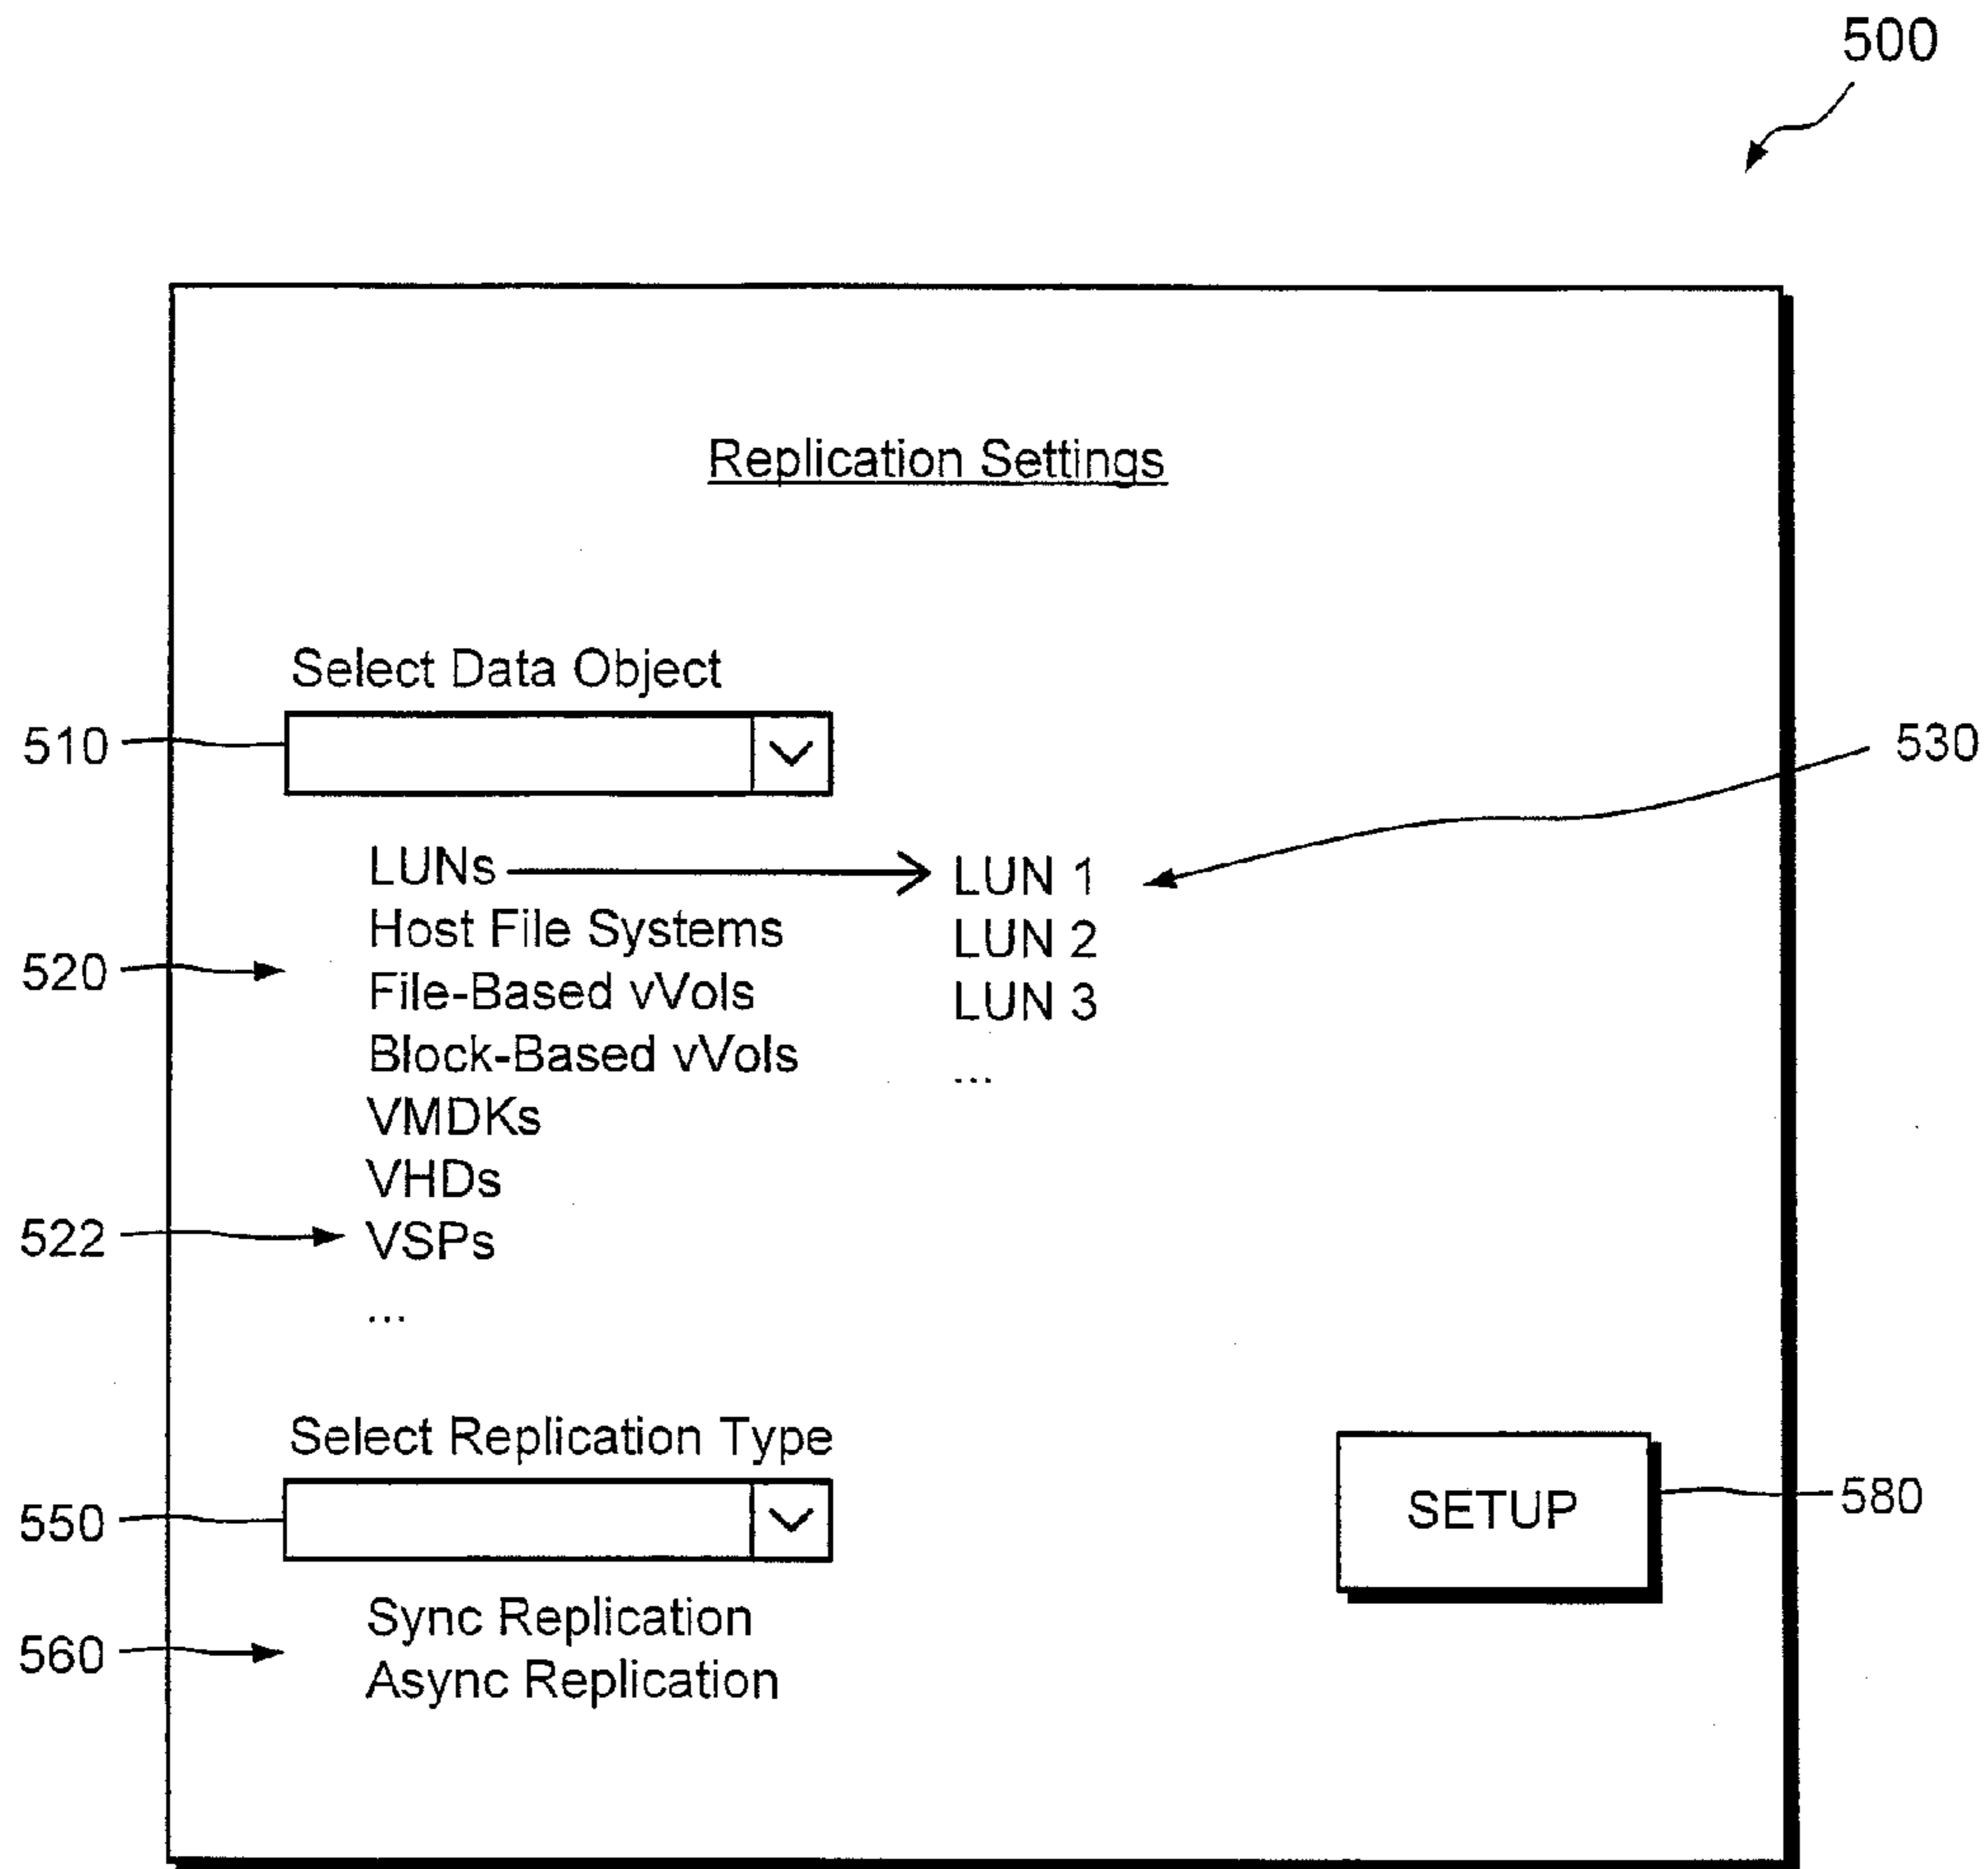 500
Replication Settings
Select Data Object
510
530
LUNs
LUN 1
Host File Systems
LUN 2
520
File-Based vVols
LUN 3
Block-Based vVols
...
VMDKs
VHDs
522
VSPs
...
Select Replication Type
550
SETUP
580
Sync Replication
560
Async Replication